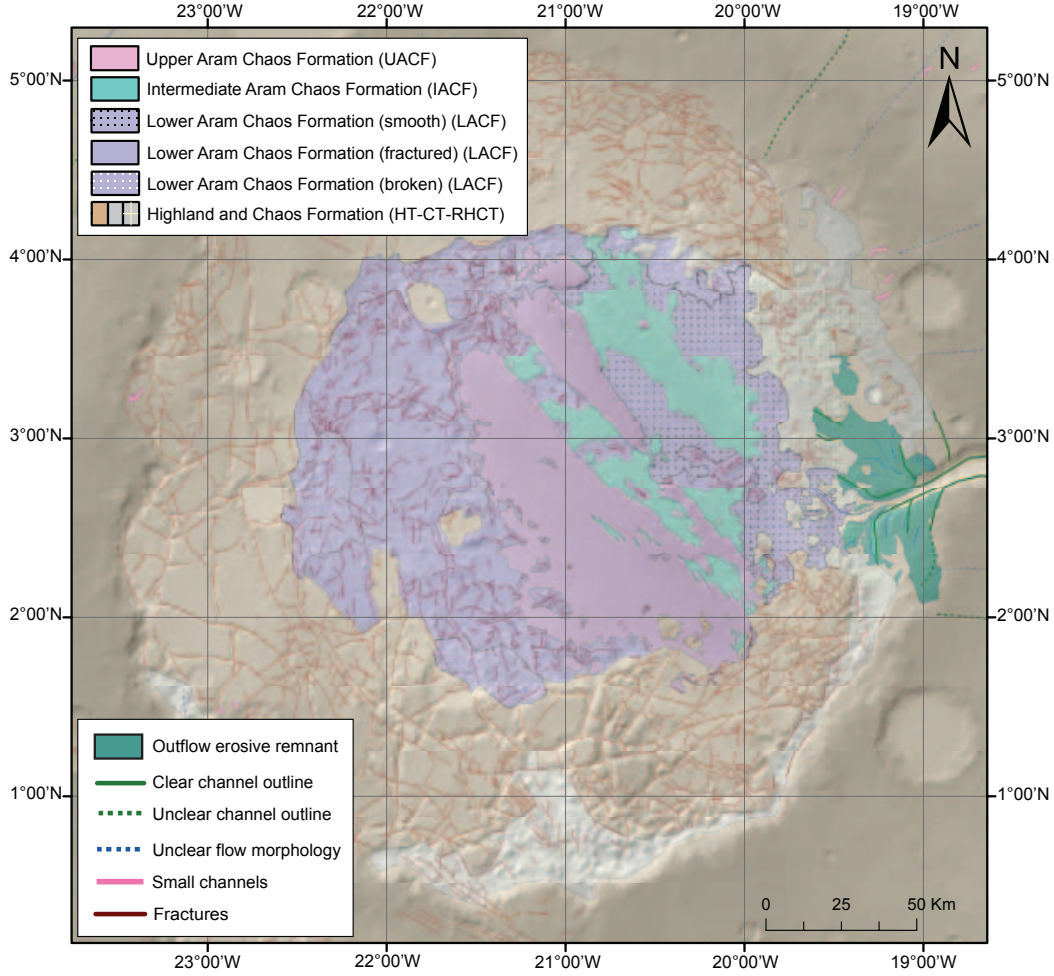 23°00'W 22°00'W 21°00'W 20°00'W 19°00'W
Upper Aram Chaos Formation (UACF)
Intermediate Aram Chaos Formation (IACF)
Lower Aram Chaos Formation (smooth) (LACF)
Lower Aram Chaos Formation (fractured) (LACF)
Lower Aram Chaos Formation (broken) (LACF)
Highland and Chaos Formation (HT-CT-RHCT)
N
5°00'N 5°00'N
4°00'N 4°00'N
3°00'N 3°00'N
2°00'N 2°00'N
1°00'N 1°00'N
Outflow erosive remnant
Clear channel outline
Unclear channel outline
Unclear flow morphology
Small channels
Fractures
0 25 50 Km
23°00'W 22°00'W 21°00'W 20°00'W 19°00'W